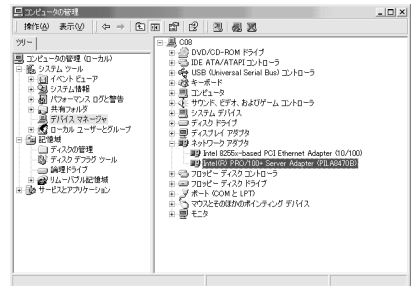 コンピュータの管理
操作(A) 表示(V)
ツリー
コンピュータの管理 (ローカル)
システム ツール
イベント ビューア
システム情報
パフォーマンス ログと警告
共有フォルダ
デバイス マネージャ
ローカル ユーザーとグループ
記憶域
ディスクの管理
ディスク デフラグ ツール
論理ドライブ
リムーバブル記憶域
サービスとアプリケーション
C08
DVD/CD-ROM ドライブ
IDE ATA/ATAPI コントローラ
USB (Universal Serial Bus) コントローラ
キーボード
コンピュータ
サウンド、ビデオ、およびゲーム コントローラ
システム デバイス
ディスク ドライブ
ディスプレイ アダプタ
ネットワーク アダプタ
Intel 8255x-based PCI Ethernet Adapter (10/100)
Intel(R) PRO/100+ Server Adapter (PILA8470B)
フロッピー ディスク コントローラ
フロッピー ディスク ドライブ
ポート (COM と LPT)
マウスとそのほかのポインティング デバイス
モニタ